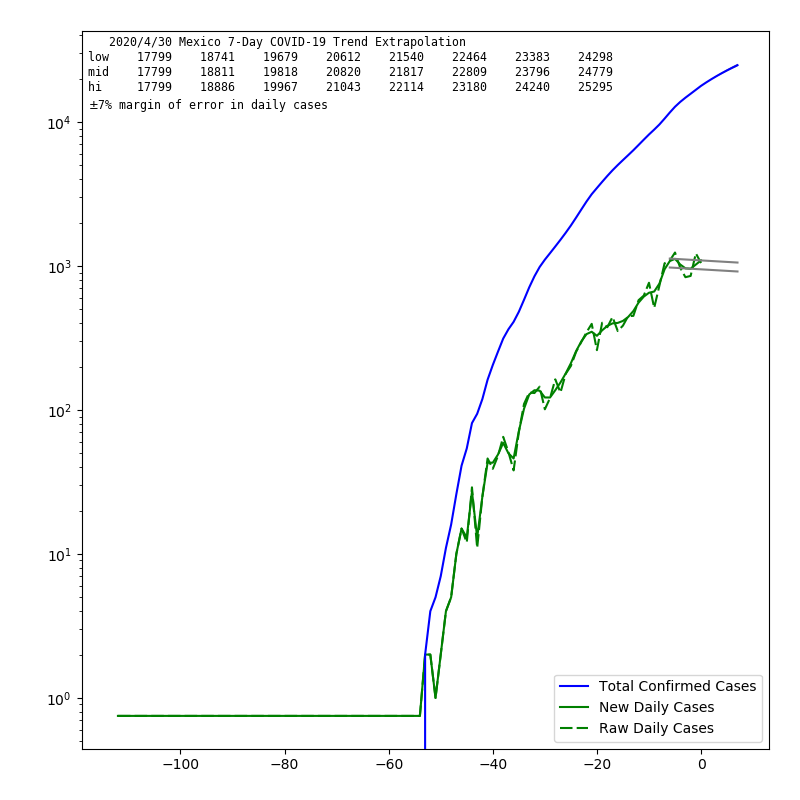 2020/4/30 Mexico 7-Day COVID-19 Trend Extrapolation
low 17799 18741 19679 20612 21540 22464 23383 24298
mid 17799 18811 19818 20820 21817 22809 23796 24779
hi 17799 18886 19967 21043 22114 23180 24240 25295
±7% margin of error in daily cases
10⁴
10³
10²
10¹
10⁰
Total Confirmed Cases
New Daily Cases
Raw Daily Cases
−100 −80 −60 −40 −20 0